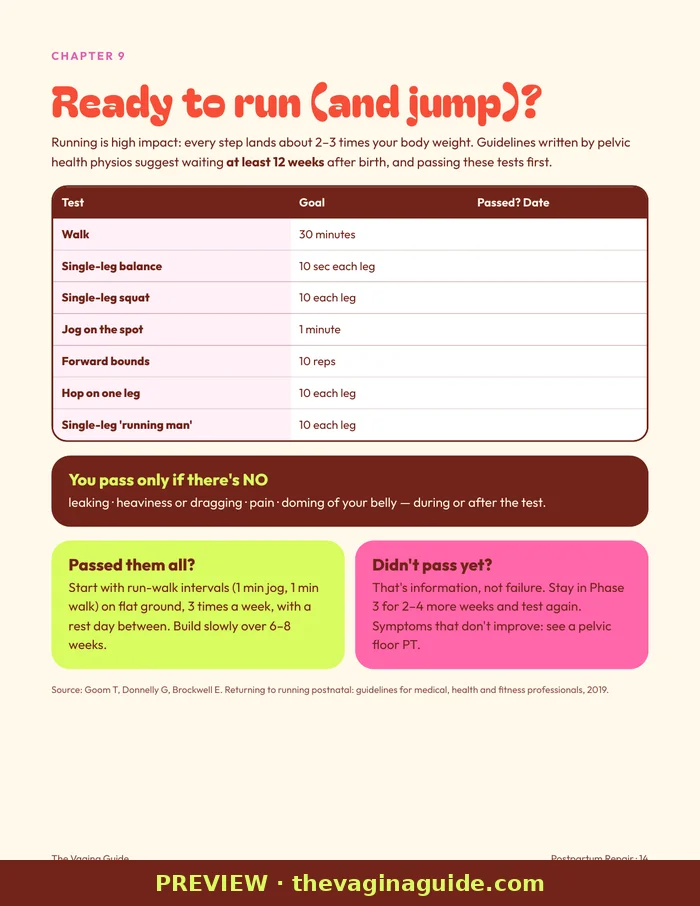 CHAPTER 9
Ready to run (and jump)?
Running is high impact: every step lands about 2–3 times your body weight. Guidelines written by pelvic
health physios suggest waiting at least 12 weeks after birth, and passing these tests first.
Test Goal Passed? Date
Walk 30 minutes
Single-leg balance 10 sec each leg
Single-leg squat 10 each leg
Jog on the spot 1 minute
Forward bounds 10 reps
Hop on one leg 10 each leg
Single-leg 'running man' 10 each leg
You pass only if there's NO
leaking · heaviness or dragging · pain · doming of your belly — during or after the test.
Passed them all?
Start with run-walk intervals (1 min jog, 1 min
walk) on flat ground, 3 times a week, with a
rest day between. Build slowly over 6–8
weeks.
Didn't pass yet?
That's information, not failure. Stay in Phase
3 for 2–4 more weeks and test again.
Symptoms that don't improve: see a pelvic
floor PT.
Source: Goom T, Donnelly G, Brockwell E. Returning to running postnatal: guidelines for medical, health and fitness professionals, 2019.
The Vagina Guide Postpartum Repair · 14
PREVIEW · thevaginaguide.com